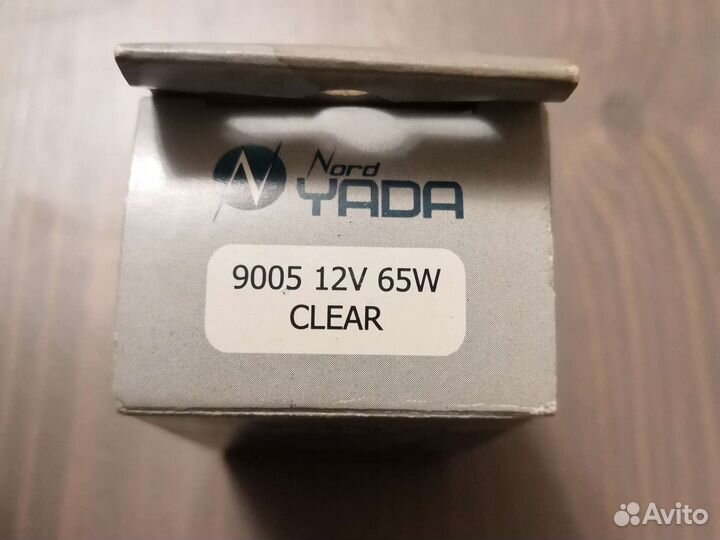 Nord
YADA
9005 12V 65W
CLEAR
Avito